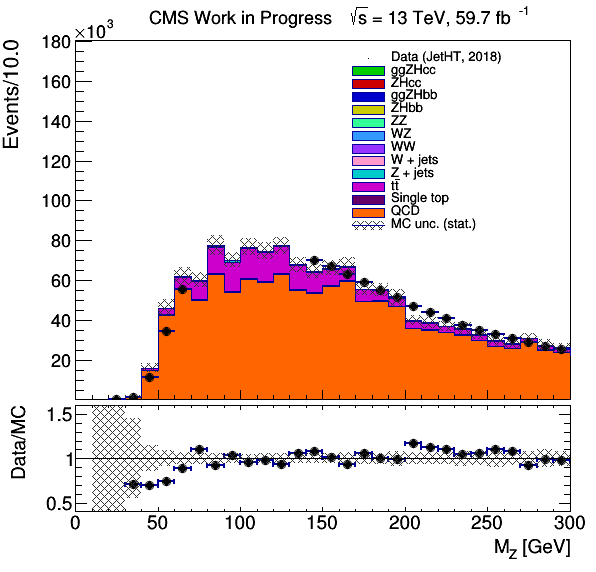 CMS Work in Progress √s = 13 TeV, 59.7 fb⁻¹
×10³
Events/10.0
180
160
140
120
100
80
60
40
20
Data (JetHT, 2018)
ggZHcc
ZHcc
ggZHbb
ZHbb
ZZ
WZ
WW
W + jets
Z + jets
tt̄
Single top
QCD
MC unc. (stat.)
Data/MC
1.5
1
0.5
0 50 100 150 200 250 300
M_Z [GeV]